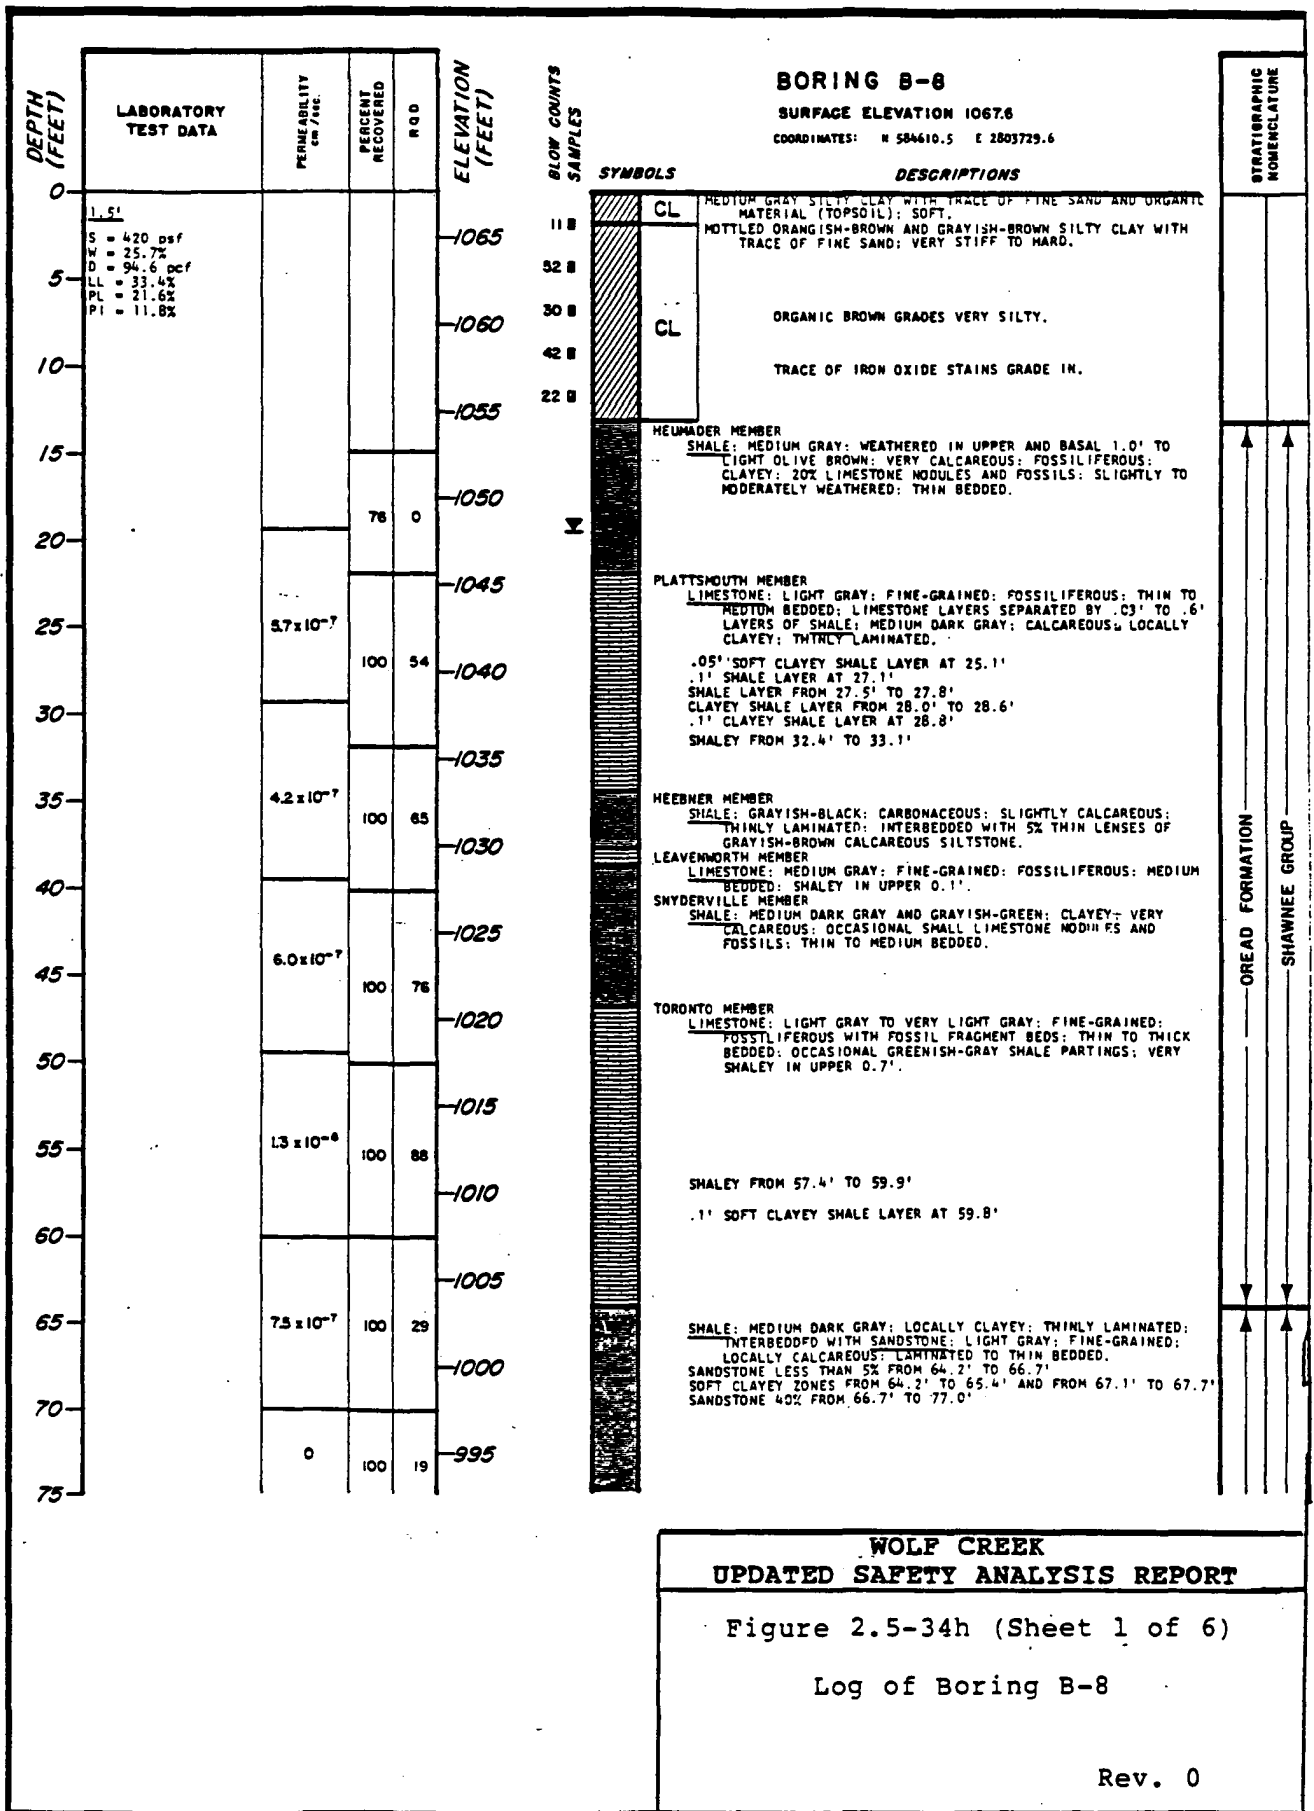 BORING B-8
SURFACE ELEVATION 1067.6
COORDINATES: N 584610.5 E 2803729.6
DEPTH (FEET)
LABORATORY TEST DATA
PERMEABILITY cm/sec.
PERCENT RECOVERED
RQD
ELEVATION (FEET)
BLOW COUNTS
SAMPLES
SYMBOLS
DESCRIPTIONS
STRATIGRAPHIC NOMENCLATURE
0
5
10
15
20
25
30
35
40
45
50
55
60
65
70
75
1.5'
S = 420 psf
W = 25.7%
D = 94.6 pcf
LL = 33.4%
PL = 21.6%
PI = 11.8%
5.7 x 10⁻⁷
4.2 x 10⁻⁷
6.0 x 10⁻⁷
7.5 x 10⁻⁷
0
76 0
100 54
100 65
100 76
100 88
100 29
100 19
1065
1060
1055
1050
1045
1040
1035
1030
1025
1020
1015
1010
1005
1000
995
11
52
30
42
22
CL
CL
MEDIUM GRAY SILTY CLAY WITH TRACE OF FINE SAND AND ORGANIC
MATERIAL (TOPSOIL); SOFT.
MOTTLED ORANGISH-BROWN AND GRAYISH-BROWN SILTY CLAY WITH
TRACE OF FINE SAND; VERY STIFF TO HARD.
ORGANIC BROWN GRADES VERY SILTY.
TRACE OF IRON OXIDE STAINS GRADE IN.
HEUMADER MEMBER
SHALE: MEDIUM GRAY; WEATHERED IN UPPER AND BASAL 1.0' TO
LIGHT OLIVE BROWN; VERY CALCAREOUS; FOSSILIFEROUS;
CLAYEY; 20% LIMESTONE NODULES AND FOSSILS; SLIGHTLY TO
MODERATELY WEATHERED; THIN BEDDED.
PLATTSMOUTH MEMBER
LIMESTONE: LIGHT GRAY; FINE-GRAINED; FOSSILIFEROUS; THIN TO
MEDIUM BEDDED; LIMESTONE LAYERS SEPARATED BY .03' TO .6'
LAYERS OF SHALE; MEDIUM DARK GRAY; CALCAREOUS; LOCALLY
CLAYEY; THINLY LAMINATED.
.05' SOFT CLAYEY SHALE LAYER AT 25.1'
.1' SHALE LAYER AT 27.1'
SHALE LAYER FROM 27.5' TO 27.8'
CLAYEY SHALE LAYER FROM 28.0' TO 28.6'
.1' CLAYEY SHALE LAYER AT 28.8'
SHALEY FROM 32.4' TO 33.1'
HEEBNER MEMBER
SHALE: GRAYISH-BLACK; CARBONACEOUS; SLIGHTLY CALCAREOUS;
THINLY LAMINATED; INTERBEDDED WITH 5% THIN LENSES OF
GRAYISH-BROWN CALCAREOUS SILTSTONE.
LEAVENWORTH MEMBER
LIMESTONE: MEDIUM GRAY; FINE-GRAINED; FOSSILIFEROUS; MEDIUM
BEDDED; SHALEY IN UPPER 0.1'.
SNYDERVILLE MEMBER
SHALE: MEDIUM DARK GRAY AND GRAYISH-GREEN; CLAYEY; VERY
CALCAREOUS; OCCASIONAL SMALL LIMESTONE NODULES AND
FOSSILS; THIN TO MEDIUM BEDDED.
TORONTO MEMBER
LIMESTONE: LIGHT GRAY TO VERY LIGHT GRAY; FINE-GRAINED;
FOSSILIFEROUS WITH FOSSIL FRAGMENT BEDS; THIN TO THICK
BEDDED; OCCASIONAL GREENISH-GRAY SHALE PARTINGS; VERY
SHALEY IN UPPER 0.7'.
SHALEY FROM 57.4' TO 59.9'
.1' SOFT CLAYEY SHALE LAYER AT 59.8'
SHALE: MEDIUM DARK GRAY; LOCALLY CLAYEY; THINLY LAMINATED;
INTERBEDDED WITH SANDSTONE; LIGHT GRAY; FINE-GRAINED;
LOCALLY CALCAREOUS; LAMINATED TO THIN BEDDED.
SANDSTONE LESS THAN 5% FROM 64.2' TO 66.7'
SOFT CLAYEY ZONES FROM 64.2' TO 65.4' AND FROM 67.1' TO 67.7'
SANDSTONE 40% FROM 66.7' TO 77.0'
OREAD FORMATION
SHAWNEE GROUP
WOLF CREEK
UPDATED SAFETY ANALYSIS REPORT
Figure 2.5-34h (Sheet 1 of 6)
Log of Boring B-8
Rev. 0